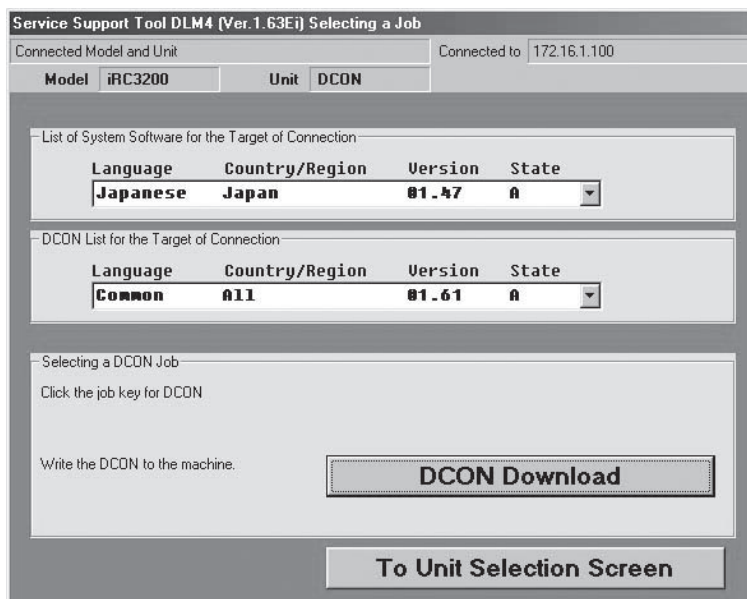 Service Support Tool DLM4 (Ver.1.63Ei) Selecting a Job
Connected Model and Unit Connected to 172.16.1.100
Model iRC3200 Unit DCON
List of System Software for the Target of Connection
Language Country/Region Version State
Japanese Japan 01.47 A
DCON List for the Target of Connection
Language Country/Region Version State
Common All 01.61 A
Selecting a DCON Job
Click the job key for DCON
Write the DCON to the machine.
DCON Download
To Unit Selection Screen